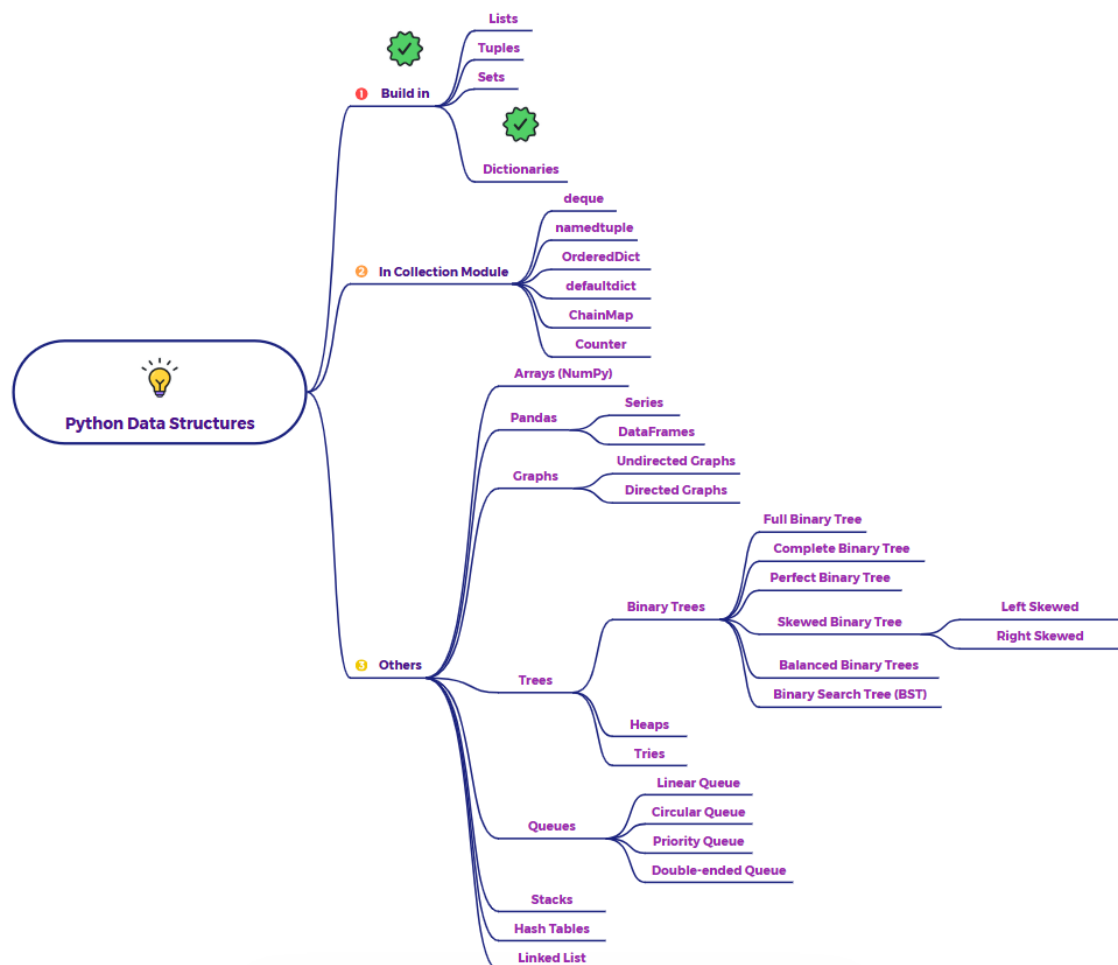 Python Data Structures
1 Build in
Lists
Tuples
Sets
Dictionaries
2 In Collection Module
deque
namedtuple
OrderedDict
defaultdict
ChainMap
Counter
3 Others
Arrays (NumPy)
Pandas
Series
DataFrames
Graphs
Undirected Graphs
Directed Graphs
Trees
Binary Trees
Full Binary Tree
Complete Binary Tree
Perfect Binary Tree
Skewed Binary Tree
Left Skewed
Right Skewed
Balanced Binary Trees
Binary Search Tree (BST)
Heaps
Tries
Queues
Linear Queue
Circular Queue
Priority Queue
Double-ended Queue
Stacks
Hash Tables
Linked List